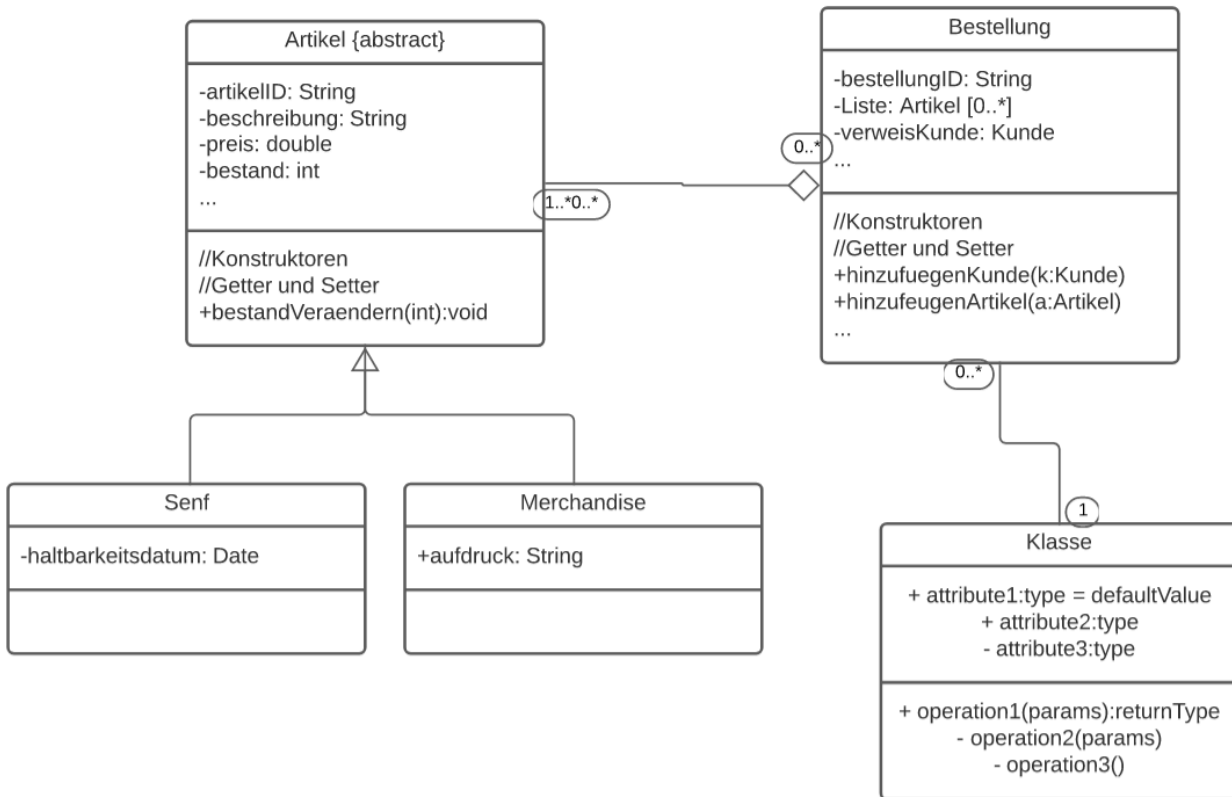 Artikel {abstract}
-artikelID: String
-beschreibung: String
-preis: double
-bestand: int
...
//Konstruktoren
//Getter und Setter
+bestandVeraendern(int):void
1..*0..*
0..*
Bestellung
-bestellungID: String
-Liste: Artikel [0..*]
-verweisKunde: Kunde
...
//Konstruktoren
//Getter und Setter
+hinzufuegenKunde(k:Kunde)
+hinzufeugenArtikel(a:Artikel)
...
0..*
1
Senf
-haltbarkeitsdatum: Date
Merchandise
+aufdruck: String
Klasse
+ attribute1:type = defaultValue
+ attribute2:type
- attribute3:type
+ operation1(params):returnType
- operation2(params)
- operation3()